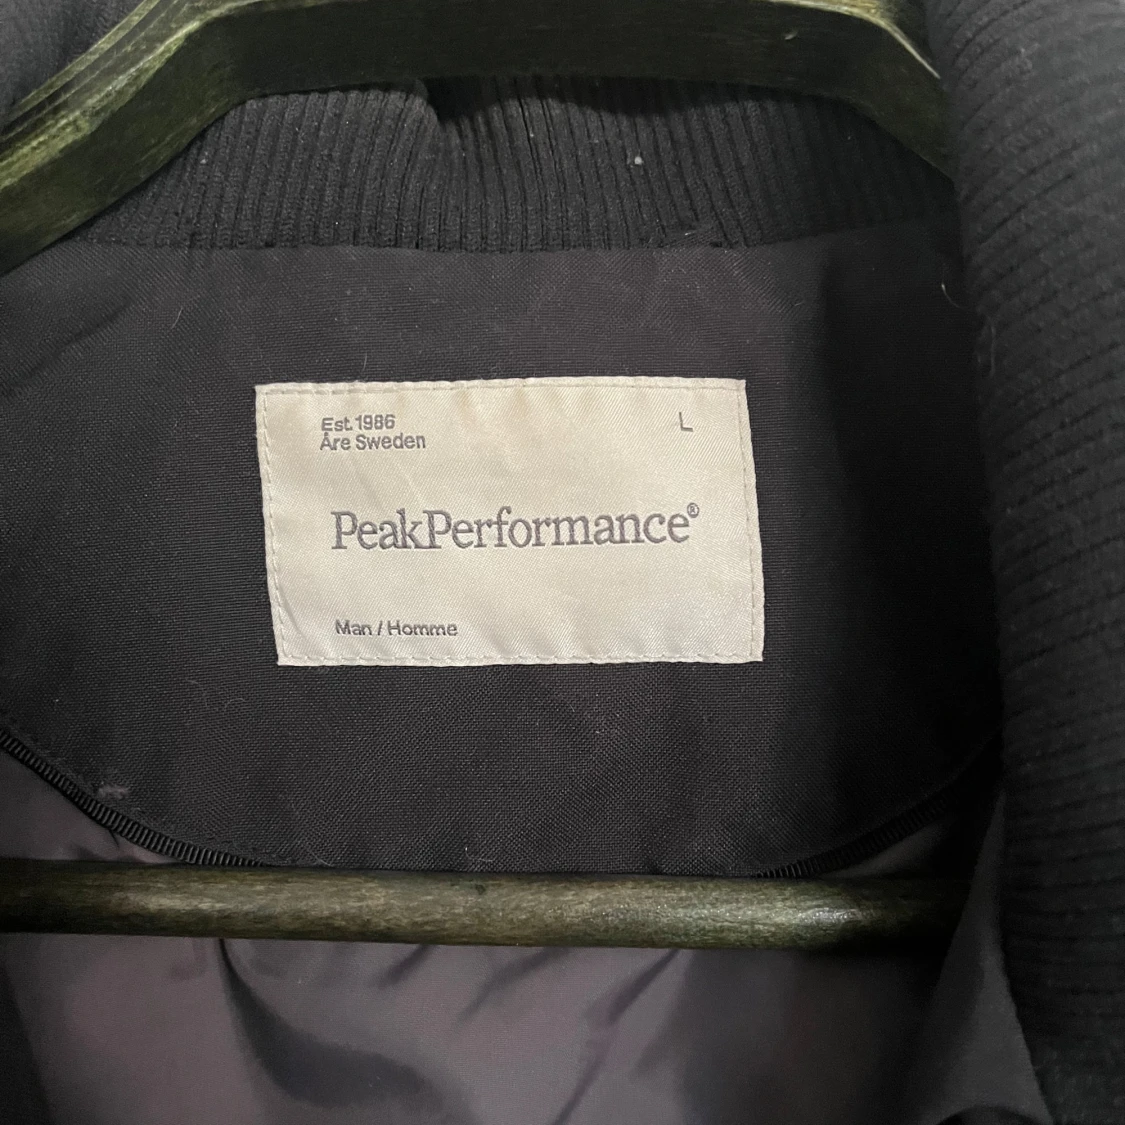 Est.1986
Åre Sweden
L
PeakPerformance®
Man / Homme